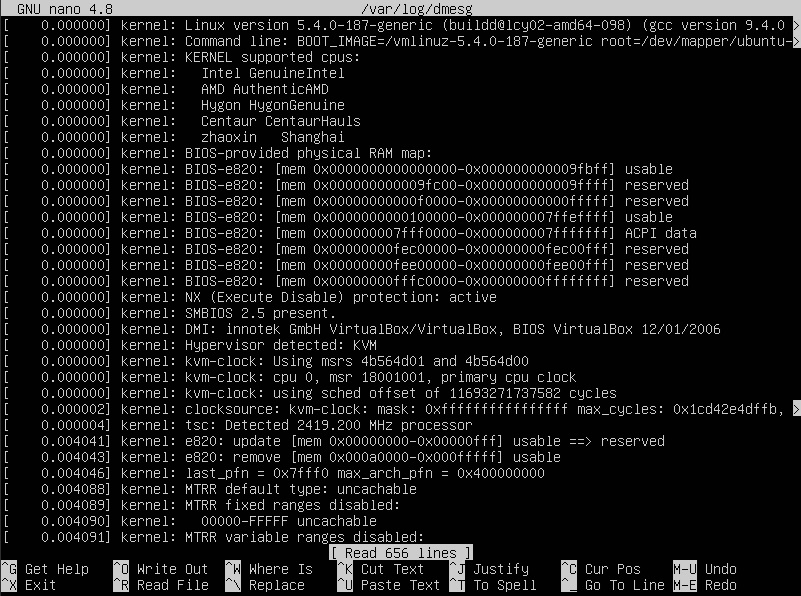 GNU nano 4.8 /var/log/dmesg
[    0.000000] kernel: Linux version 5.4.0-187-generic (buildd@lcy02-amd64-098) (gcc version 9.4.0 >
[    0.000000] kernel: Command line: BOOT_IMAGE=/vmlinuz-5.4.0-187-generic root=/dev/mapper/ubuntu->
[    0.000000] kernel: KERNEL supported cpus:
[    0.000000] kernel:   Intel GenuineIntel
[    0.000000] kernel:   AMD AuthenticAMD
[    0.000000] kernel:   Hygon HygonGenuine
[    0.000000] kernel:   Centaur CentaurHauls
[    0.000000] kernel:   zhaoxin   Shanghai
[    0.000000] kernel: BIOS-provided physical RAM map:
[    0.000000] kernel: BIOS-e820: [mem 0x0000000000000000-0x000000000009fbff] usable
[    0.000000] kernel: BIOS-e820: [mem 0x000000000009fc00-0x000000000009ffff] reserved
[    0.000000] kernel: BIOS-e820: [mem 0x00000000000f0000-0x00000000000fffff] reserved
[    0.000000] kernel: BIOS-e820: [mem 0x0000000000100000-0x000000007ffeffff] usable
[    0.000000] kernel: BIOS-e820: [mem 0x000000007fff0000-0x000000007fffffff] ACPI data
[    0.000000] kernel: BIOS-e820: [mem 0x00000000fec00000-0x00000000fec00fff] reserved
[    0.000000] kernel: BIOS-e820: [mem 0x00000000fee00000-0x00000000fee00fff] reserved
[    0.000000] kernel: BIOS-e820: [mem 0x00000000fffc0000-0x00000000ffffffff] reserved
[    0.000000] kernel: NX (Execute Disable) protection: active
[    0.000000] kernel: SMBIOS 2.5 present.
[    0.000000] kernel: DMI: innotek GmbH VirtualBox/VirtualBox, BIOS VirtualBox 12/01/2006
[    0.000000] kernel: Hypervisor detected: KVM
[    0.000000] kernel: kvm-clock: Using msrs 4b564d01 and 4b564d00
[    0.000000] kernel: kvm-clock: cpu 0, msr 18001001, primary cpu clock
[    0.000000] kernel: kvm-clock: using sched offset of 11693271737582 cycles
[    0.000002] kernel: clocksource: kvm-clock: mask: 0xffffffffffffffff max_cycles: 0x1cd42e4dffb, >
[    0.000004] kernel: tsc: Detected 2419.200 MHz processor
[    0.004041] kernel: e820: update [mem 0x00000000-0x00000fff] usable ==> reserved
[    0.004043] kernel: e820: remove [mem 0x000a0000-0x000fffff] usable
[    0.004046] kernel: last_pfn = 0x7fff0 max_arch_pfn = 0x400000000
[    0.004088] kernel: MTRR default type: uncachable
[    0.004089] kernel: MTRR fixed ranges disabled:
[    0.004090] kernel:   00000-FFFFF uncachable
[    0.004091] kernel: MTRR variable ranges disabled:
[ Read 656 lines ]
^G Get Help ^O Write Out ^W Where Is ^K Cut Text ^J Justify ^C Cur Pos M-U Undo
^X Exit ^R Read File ^\ Replace ^U Paste Text ^T To Spell ^_ Go To Line M-E Redo